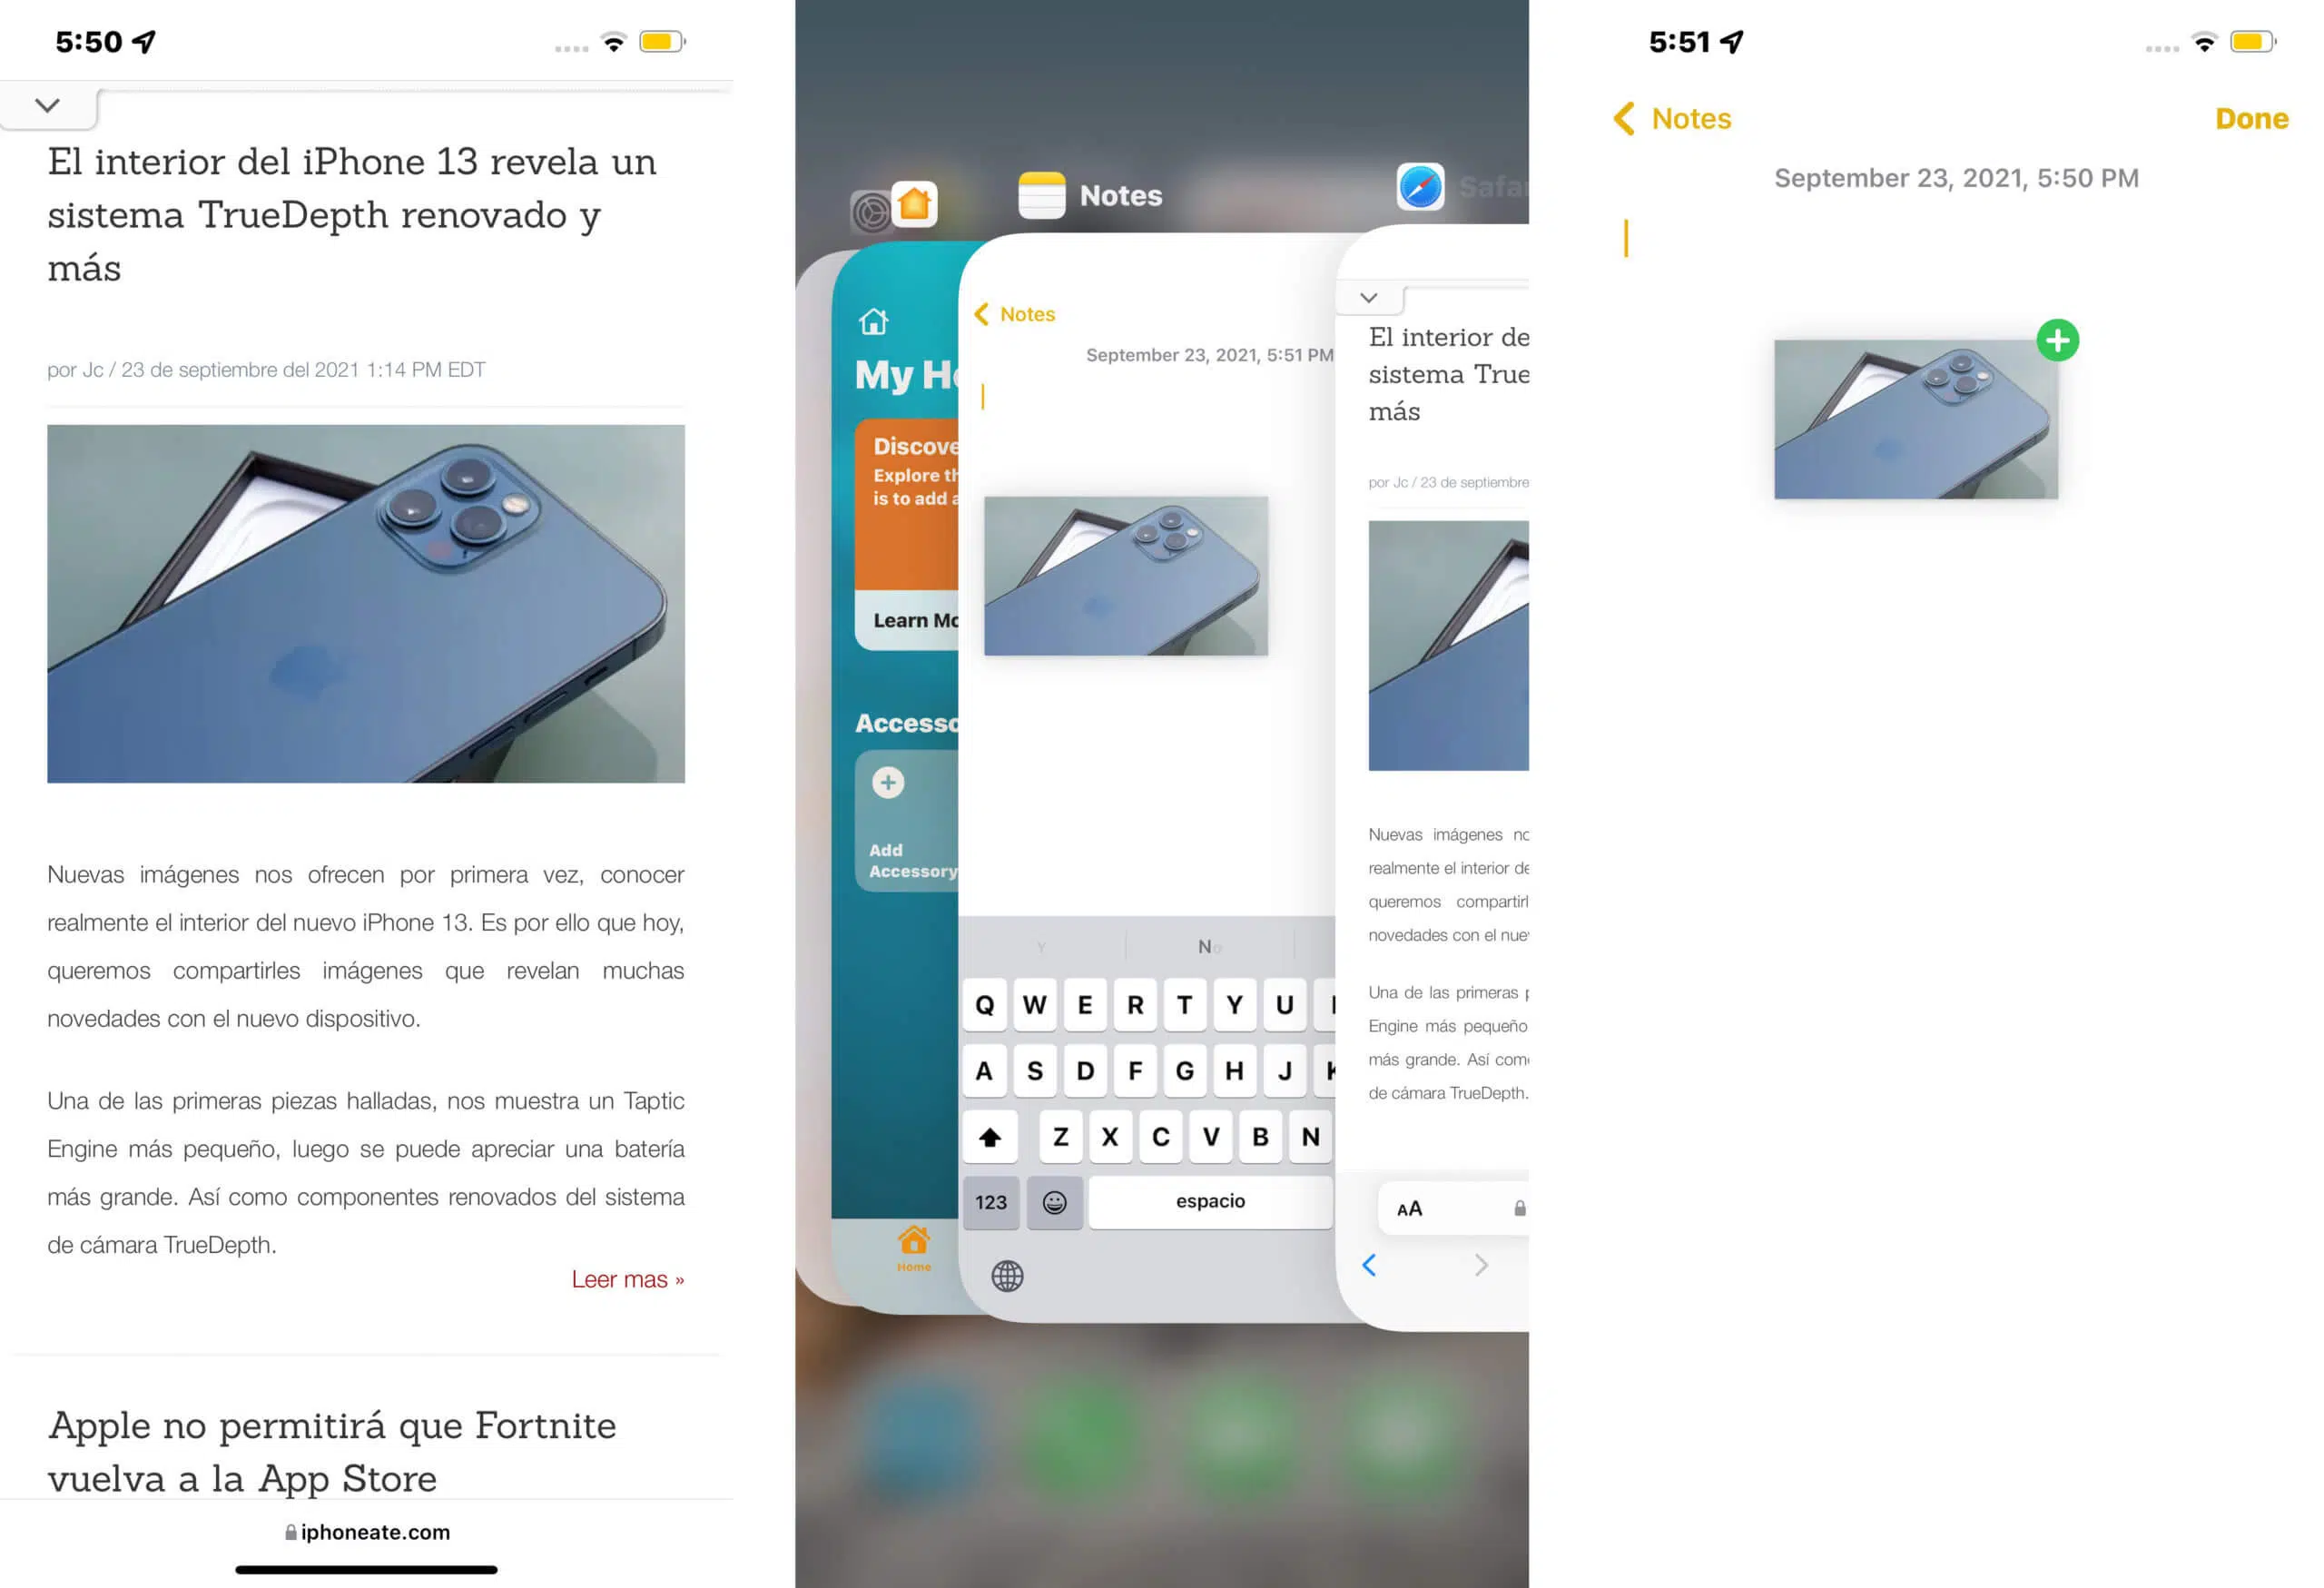 5:50
El interior del iPhone 13 revela un
sistema TrueDepth renovado y
más
por Jc / 23 de septiembre del 2021 1:14 PM EDT
Nuevas imágenes nos ofrecen por primera vez, conocer
realmente el interior del nuevo iPhone 13. Es por ello que hoy,
queremos compartirles imágenes que revelan muchas
novedades con el nuevo dispositivo.
Una de las primeras piezas halladas, nos muestra un Taptic
Engine más pequeño, luego se puede apreciar una batería
más grande. Así como componentes renovados del sistema
de cámara TrueDepth.
Leer mas »
Apple no permitirá que Fortnite
vuelva a la App Store
iphoneate.com
My H
Discove
Explore th
is to add a
Learn Mo
Accesso
Add
Accessory
Home
Notes
Notes
September 23, 2021, 5:51 PM
Y
No
Q W E R T Y U
A S D F G H J K
Z X C V B N
123 espacio
Safar
El interior de
sistema True
más
por Jc / 23 de septiembre
Nuevas imágenes no
realmente el interior de
queremos compartirl
novedades con el nue
Una de las primeras p
Engine más pequeño
más grande. Así com
de cámara TrueDepth.
AA
5:51
Notes
Done
September 23, 2021, 5:50 PM